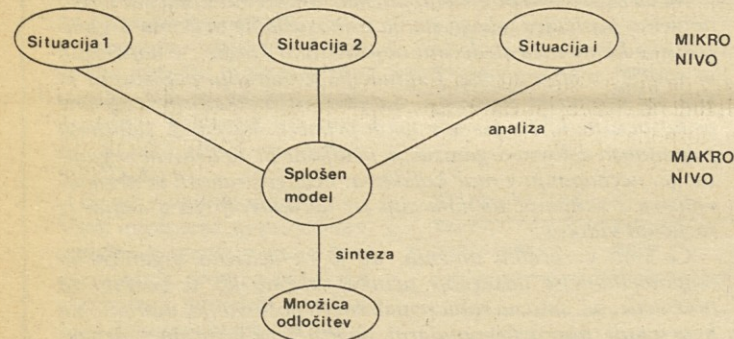 Situacija 1
Situacija 2
Situacija i
MIKRO
NIVO
analiza
MAKRO
NIVO
Splošen
model
sinteza
Množica
odločitev